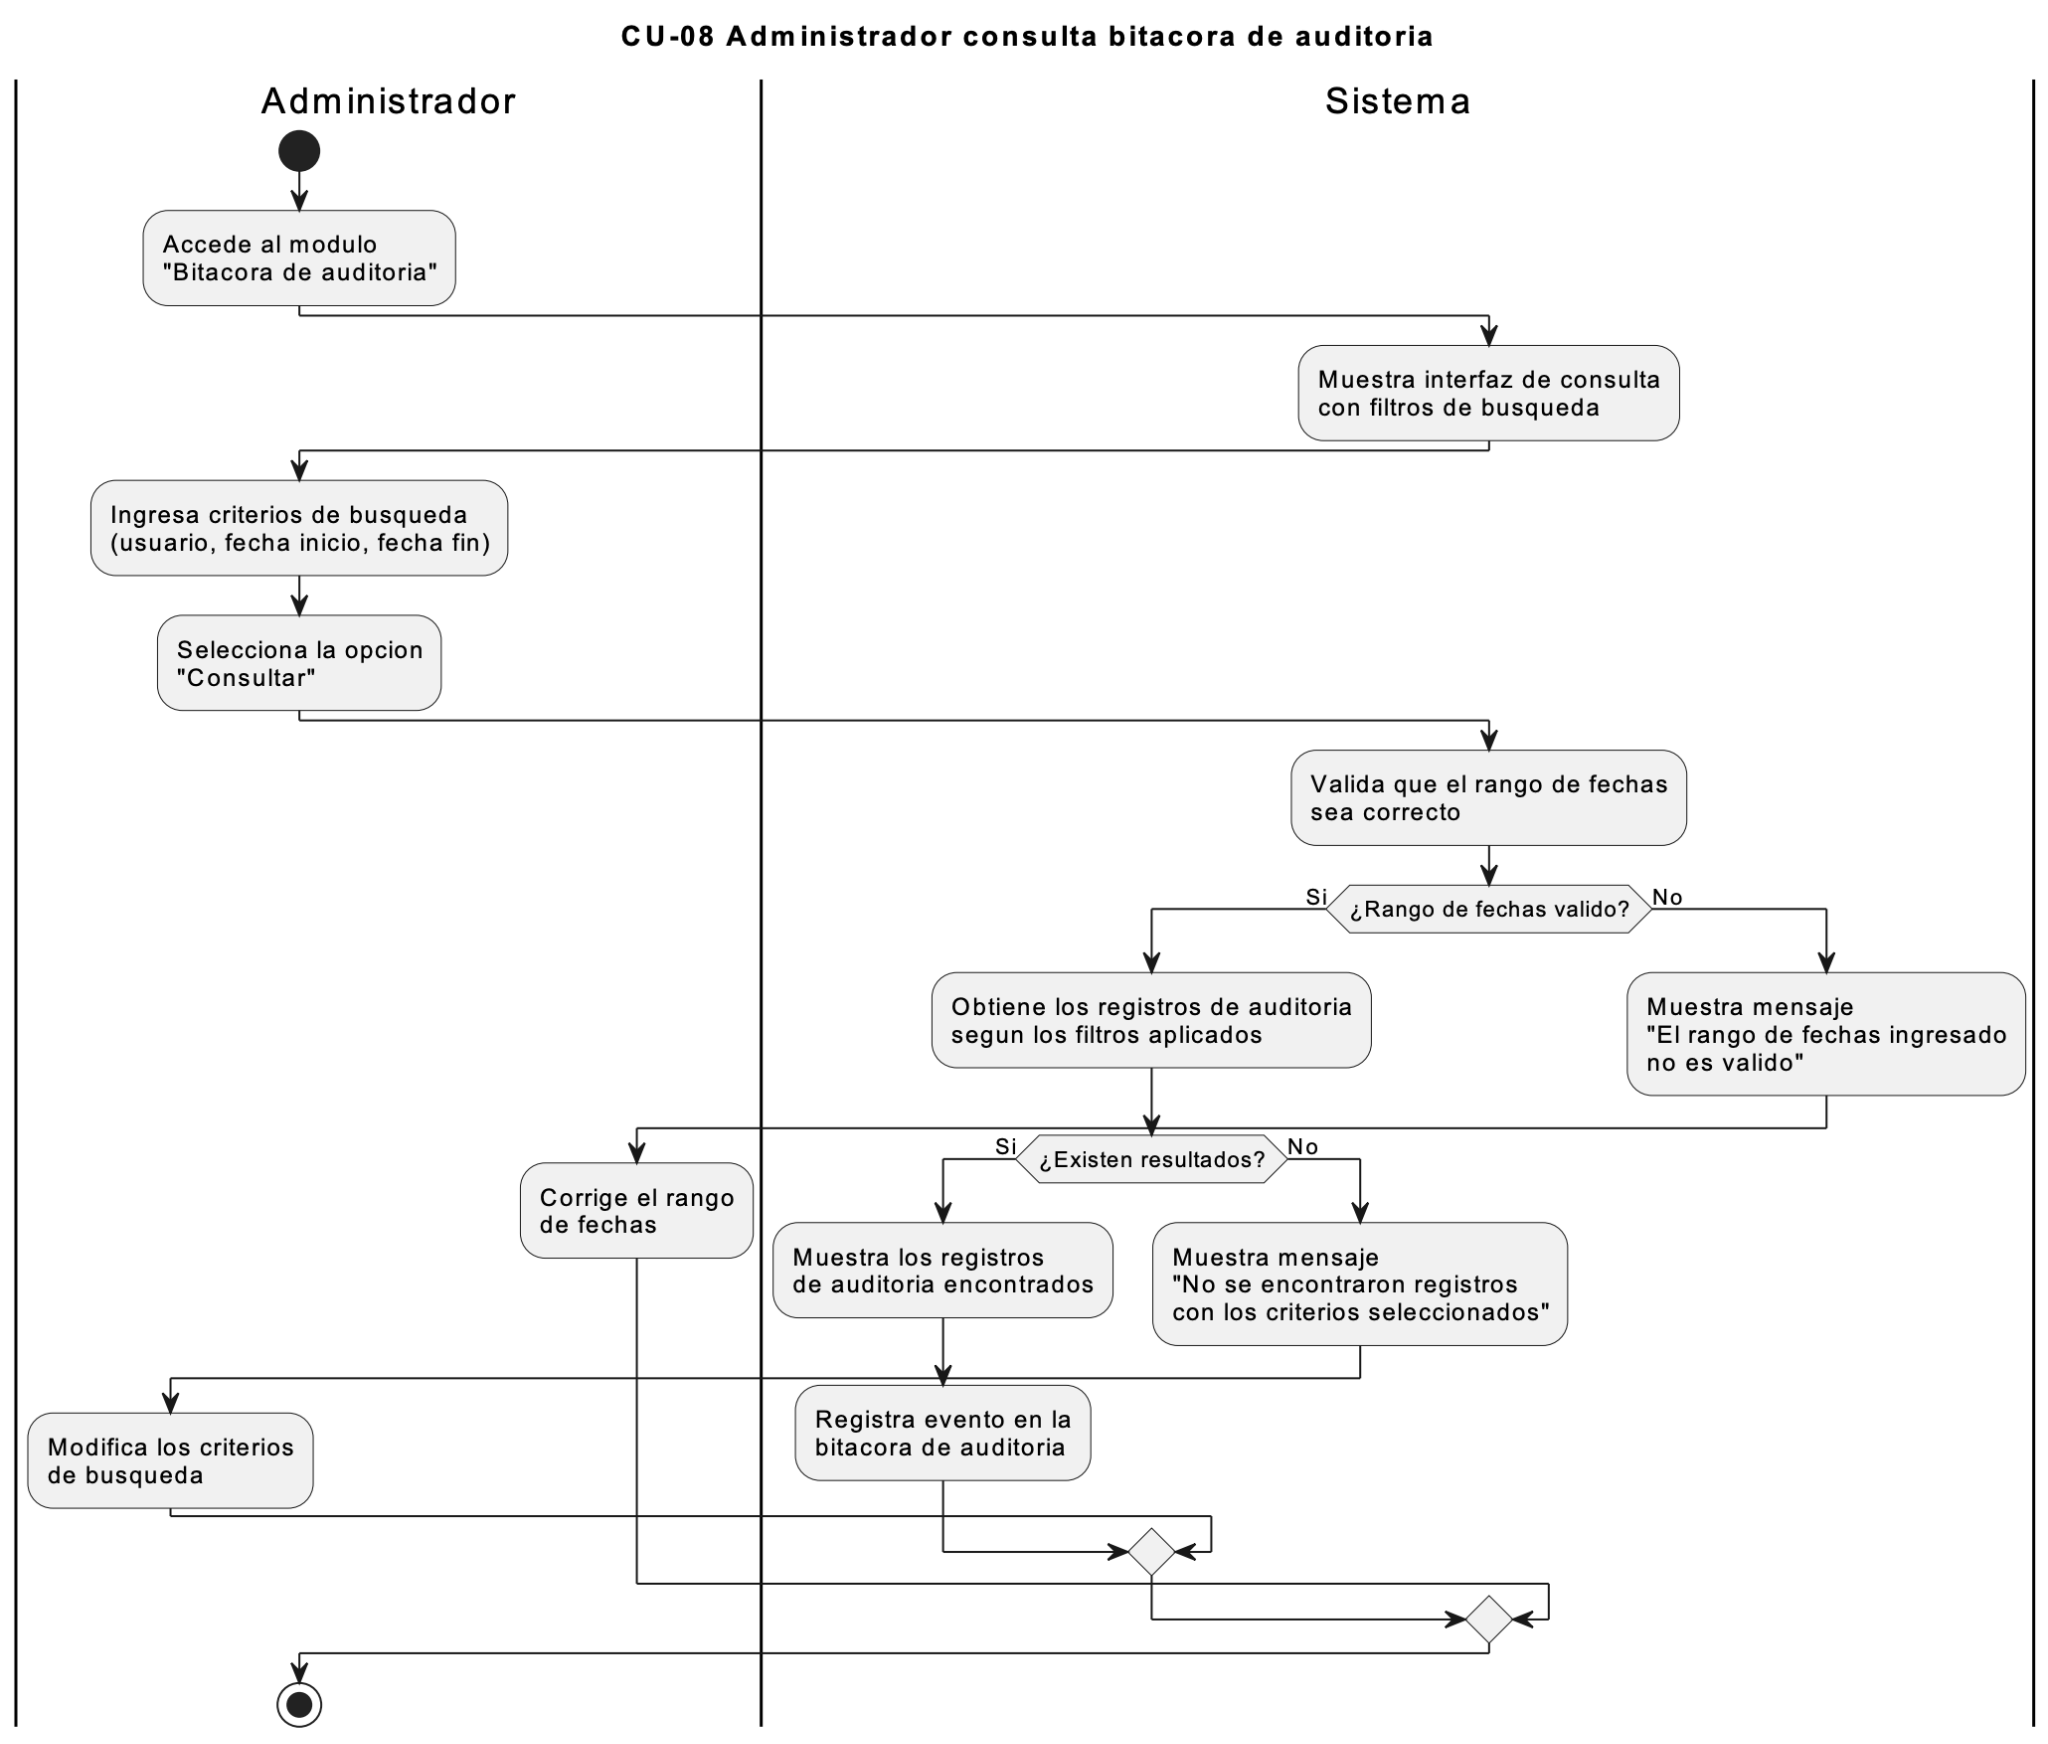 CU-08 Administrador consulta bitacora de auditoria
Administrador
Sistema
Accede al modulo
"Bitacora de auditoria"
Muestra interfaz de consulta
con filtros de busqueda
Ingresa criterios de busqueda
(usuario, fecha inicio, fecha fin)
Selecciona la opcion
"Consultar"
Valida que el rango de fechas
sea correcto
Si
¿Rango de fechas valido?
No
Obtiene los registros de auditoria
segun los filtros aplicados
Muestra mensaje
"El rango de fechas ingresado
no es valido"
Si
¿Existen resultados?
No
Corrige el rango
de fechas
Muestra los registros
de auditoria encontrados
Muestra mensaje
"No se encontraron registros
con los criterios seleccionados"
Modifica los criterios
de busqueda
Registra evento en la
bitacora de auditoria